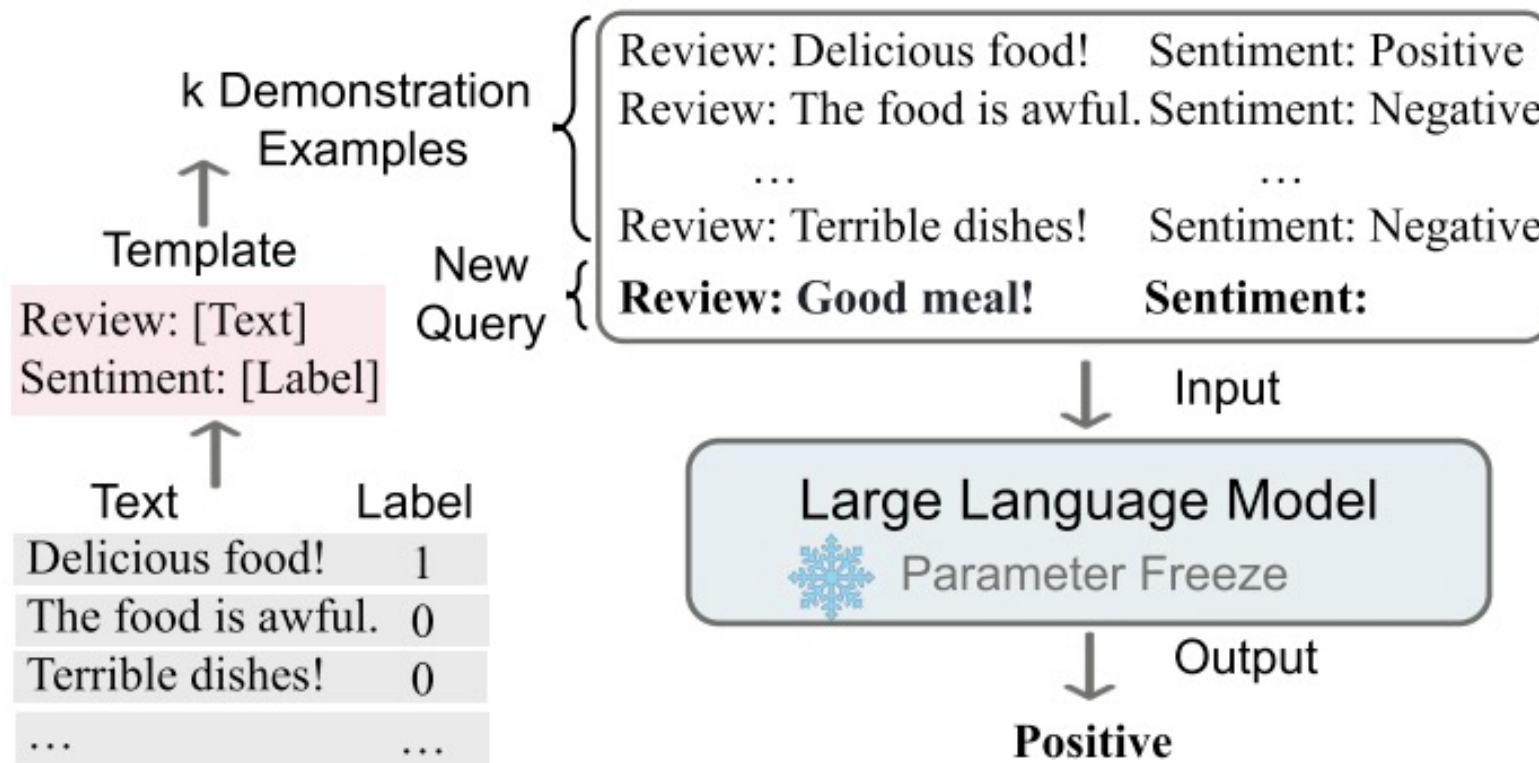 k Demonstration
Examples
Review: Delicious food! Sentiment: Positive
Review: The food is awful. Sentiment: Negative
... ...
Review: Terrible dishes! Sentiment: Negative
New
Query
Review: Good meal! Sentiment:
Template
Review: [Text]
Sentiment: [Label]
Text Label
Delicious food! 1
The food is awful. 0
Terrible dishes! 0
... ...
Input
Large Language Model
Parameter Freeze
Output
Positive